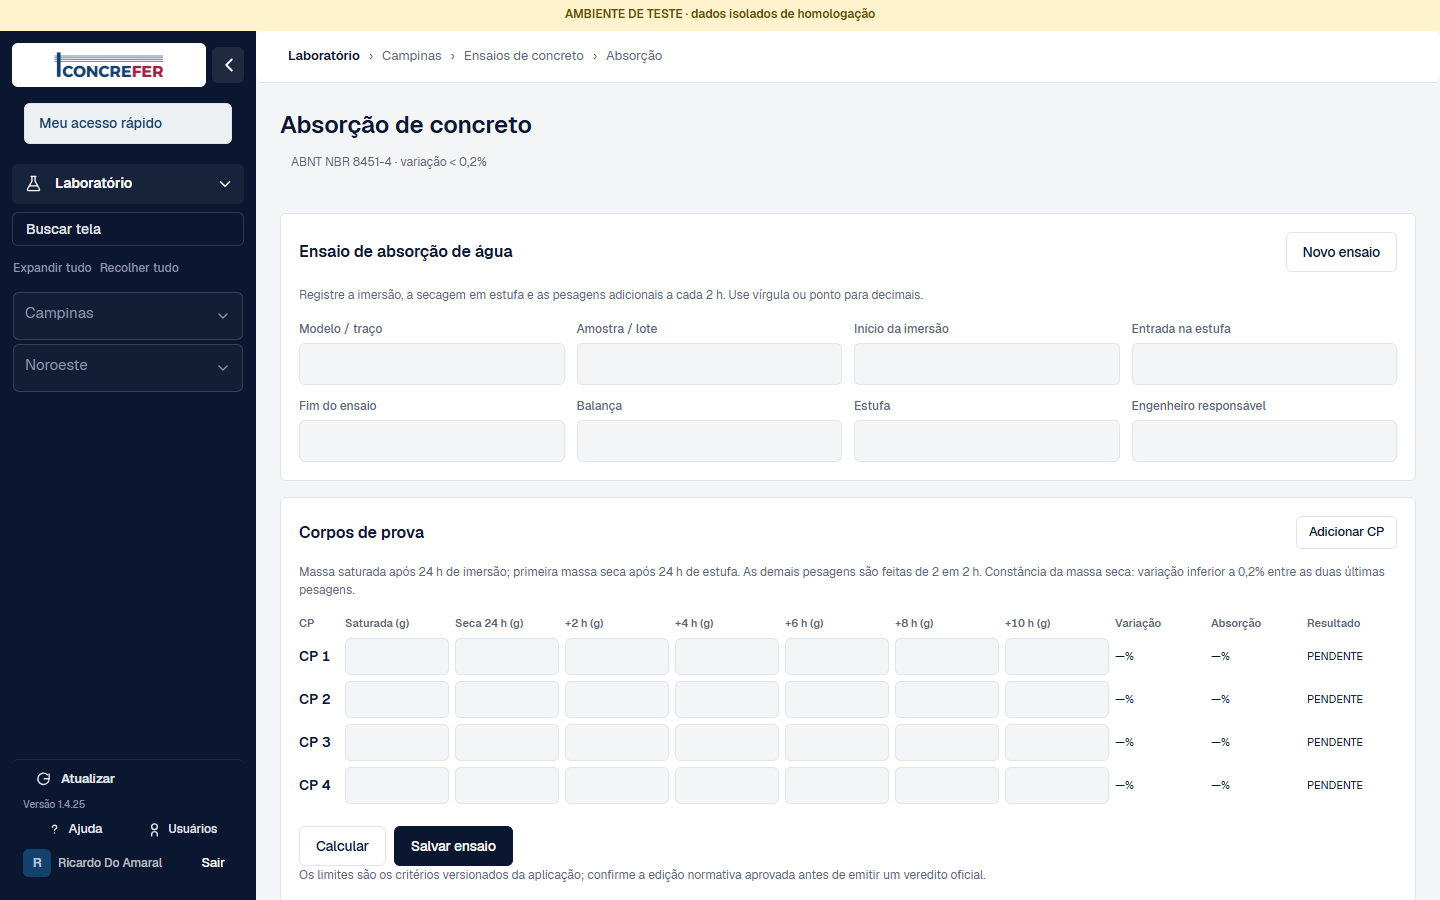 AMBIENTE DE TESTE · dados isolados de homologação
CONCREFER
Meu acesso rápido
Laboratório
Buscar tela
Expandir tudo Recolher tudo
Campinas
Noroeste
Atualizar
Versão 1.4.25
? Ajuda Usuários
R Ricardo Do Amaral Sair
Laboratório › Campinas › Ensaios de concreto › Absorção
Absorção de concreto
ABNT NBR 8451-4 · variação < 0,2%
Ensaio de absorção de água
Novo ensaio
Registre a imersão, a secagem em estufa e as pesagens adicionais a cada 2 h. Use vírgula ou ponto para decimais.
Modelo / traço Amostra / lote Início da imersão Entrada na estufa
Fim do ensaio Balança Estufa Engenheiro responsável
Corpos de prova
Adicionar CP
Massa saturada após 24 h de imersão; primeira massa seca após 24 h de estufa. As demais pesagens são feitas de 2 em 2 h. Constância da massa seca: variação inferior a 0,2% entre as duas últimas
pesagens.
CP Saturada (g) Seca 24 h (g) +2 h (g) +4 h (g) +6 h (g) +8 h (g) +10 h (g) Variação Absorção Resultado
CP 1 —% —% PENDENTE
CP 2 —% —% PENDENTE
CP 3 —% —% PENDENTE
CP 4 —% —% PENDENTE
Calcular Salvar ensaio
Os limites são os critérios versionados da aplicação; confirme a edição normativa aprovada antes de emitir um veredito oficial.